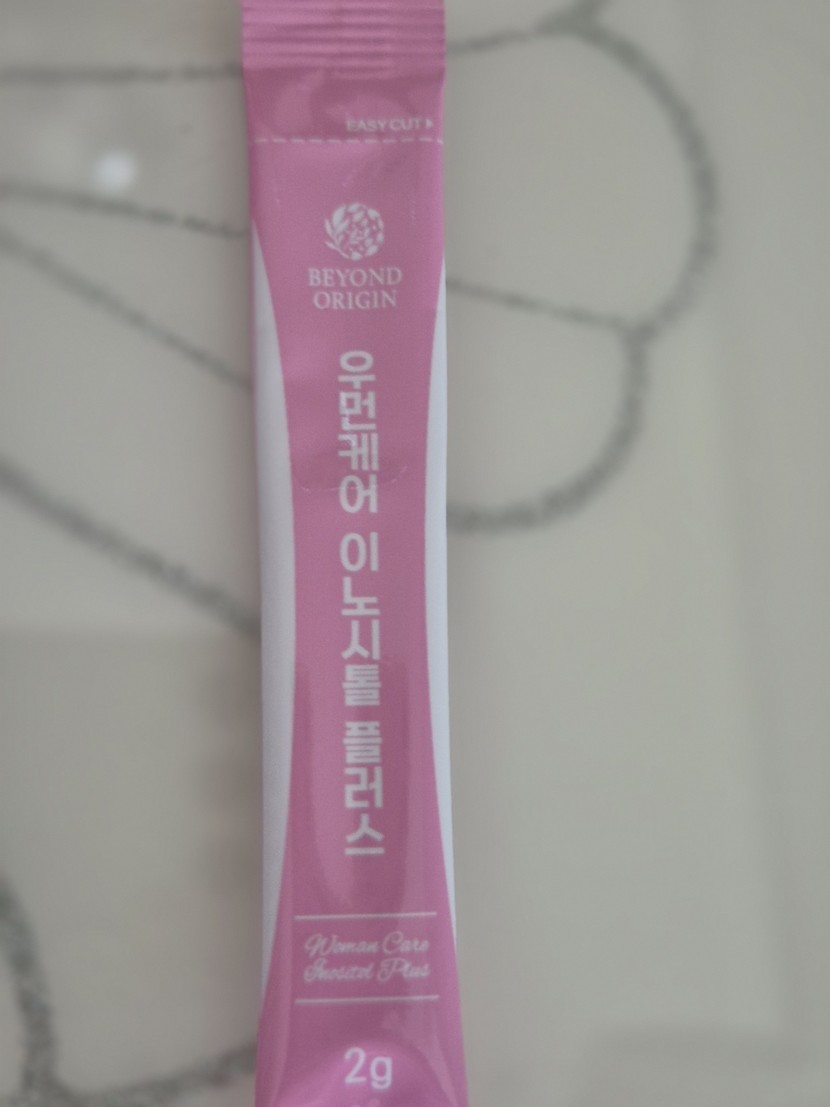 EASY CUT
BEYOND
ORIGIN
우먼케어 이노시톨 플러스
Woman Care
Inositol Plus
2g